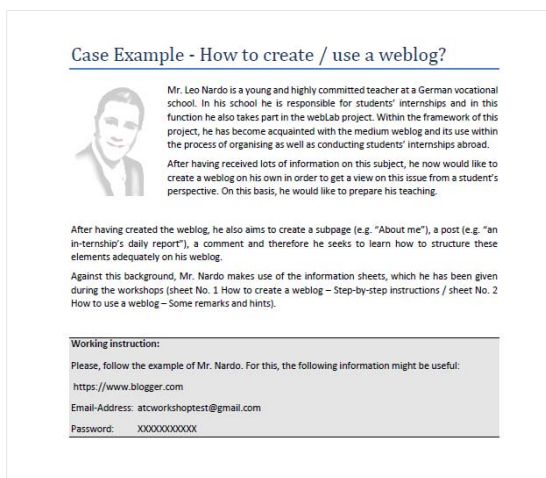 Case Example - How to create / use a weblog?
Mr. Leo Nardo is a young and highly committed teacher at a German vocational
school. In his school he is responsible for students' internships and in this
function he also takes part in the webLab project. Within the framework of this
project, he has become acquainted with the medium weblog and its use within
the process of organising as well as conducting students' internships abroad.
After having received lots of information on this subject, he now would like to
create a weblog on his own in order to get a view on this issue from a student's
perspective. On this basis, he would like to prepare his teaching.
After having created the weblog, he also aims to create a subpage (e.g. "About me"), a post (e.g. "an
in-ternship's daily report"), a comment and therefore he seeks to learn how to structure these
elements adequately on his weblog.
Against this background, Mr. Nardo makes use of the information sheets, which he has been given
during the workshops (sheet No. 1 How to create a weblog – Step-by-step instructions / sheet No. 2
How to use a weblog – Some remarks and hints).
Working instruction:
Please, follow the example of Mr. Nardo. For this, the following information might be useful:
https://www.blogger.com
Email-Address: atcworkshoptest@gmail.com
Password: XXXXXXXXXXX